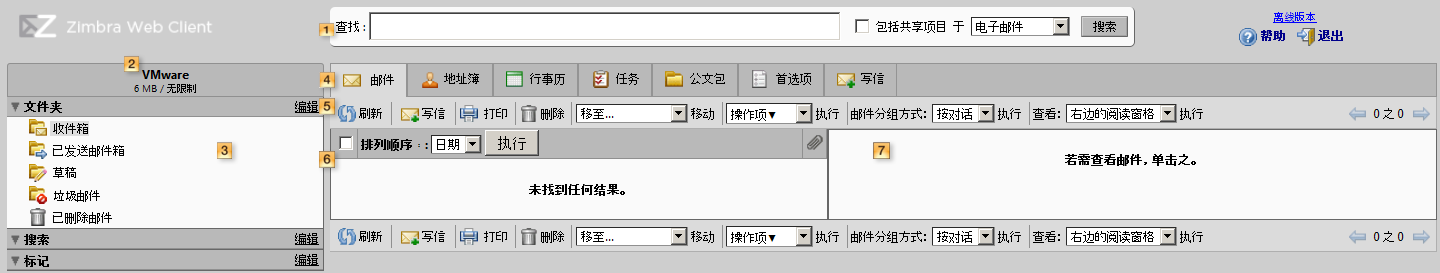 Zimbra Web Client
1 查找 : 包括共享项目 于 电子邮件 搜索
离线版本
帮助 退出
2 VMware
6 MB / 无限制
4 邮件 地址簿 行事历 任务 公文包 首选项 写信
文件夹 编辑
5 刷新 写信 打印 删除 移至... 移动 操作项▼ 执行 邮件分组方式: 按对话 执行 查看: 右边的阅读窗格 执行 0 之 0
收件箱
已发送邮件箱
草稿
垃圾邮件
已删除邮件
3
6 排列顺序 : 日期 执行
未找到任何结果。
7
若需查看邮件, 单击之。
搜索 编辑
标记 编辑
刷新 写信 打印 删除 移至... 移动 操作项▼ 执行 邮件分组方式: 按对话 执行 查看: 右边的阅读窗格 执行 0 之 0